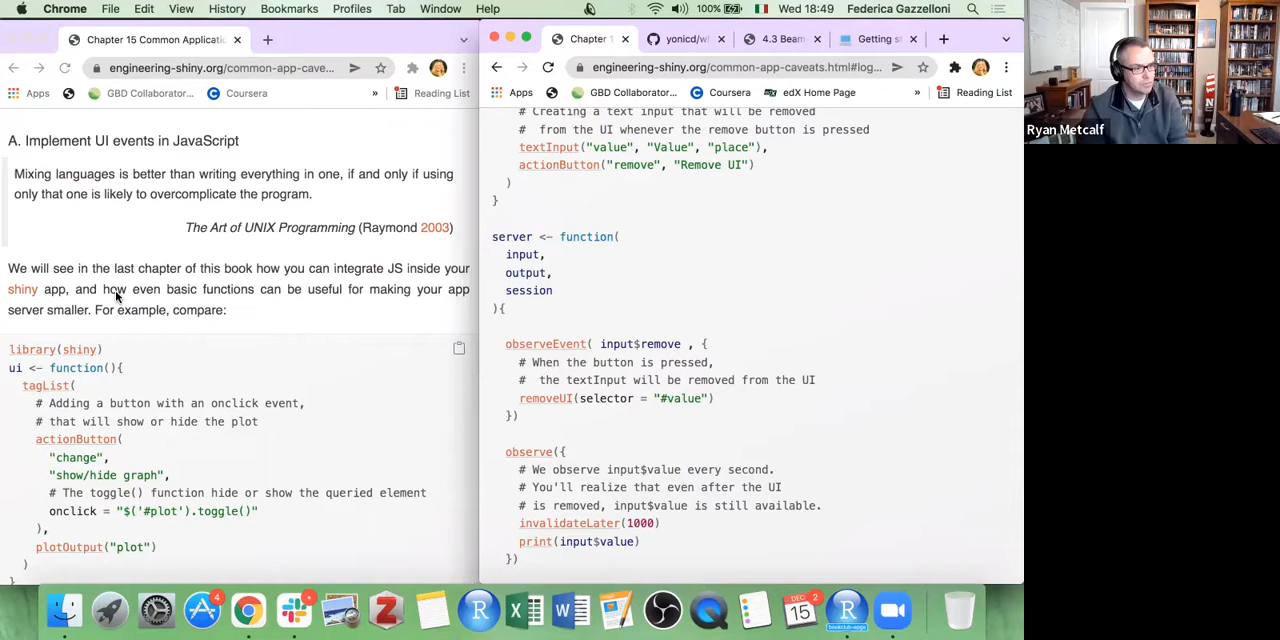 Chrome File Edit View History Bookmarks Profiles Tab Window Help 100% Wed 18:49 Federica Gazzelloni
Chapter 15 Common Applicati
engineering-shiny.org/common-app-cave...
Apps GBD Collaborator... Coursera » Reading List
A. Implement UI events in JavaScript
Mixing languages is better than writing everything in one, if and only if using
only that one is likely to overcomplicate the program.
The Art of UNIX Programming (Raymond 2003)
We will see in the last chapter of this book how you can integrate JS inside your
shiny app, and how even basic functions can be useful for making your app
server smaller. For example, compare:
library(shiny)
ui <- function(){
tagList(
# Adding a button with an onclick event,
# that will show or hide the plot
actionButton(
"change",
"show/hide graph",
# The toggle() function hide or show the queried element
onclick = "$('#plot').toggle()"
),
plotOutput("plot")
)
}
Chapter 1 yonicd/w 4.3 Beam Getting s
engineering-shiny.org/common-app-caveats.html#log...
Apps GBD Collaborator... Coursera edX Home Page » Reading List
# Creating a text input that will be removed
# from the UI whenever the remove button is pressed
textInput("value", "Value", "place"),
actionButton("remove", "Remove UI")
)
}
server <- function(
input,
output,
session
){
observeEvent( input$remove , {
# When the button is pressed,
# the textInput will be removed from the UI
removeUI(selector = "#value")
})
observe({
# We observe input$value every second.
# You'll realize that even after the UI
# is removed, input$value is still available.
invalidateLater(1000)
print(input$value)
})
Ryan Metcalf
4
DEC 15 2
bookclub-apps